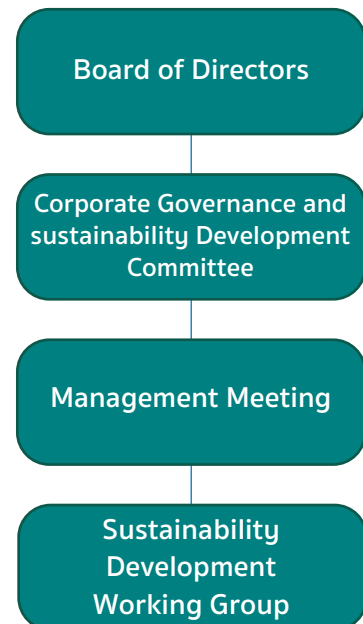 Board of Directors
Corporate Governance and
sustainability Development
Committee
Management Meeting
Sustainability
Development
Working Group